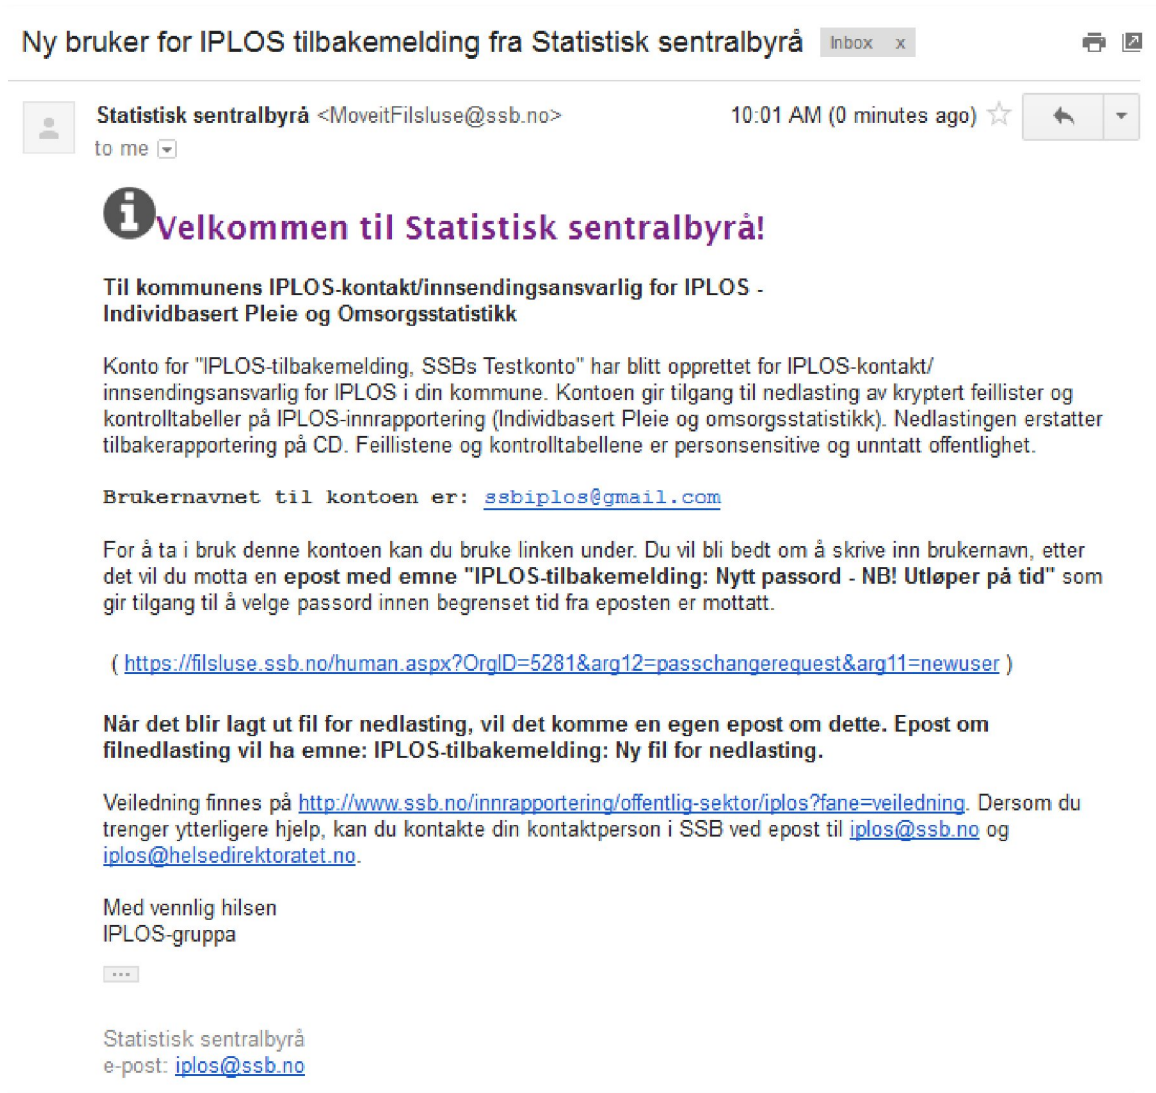 Ny bruker for IPLOS tilbakemelding fra Statistisk sentralbyrå Inbox x
Statistisk sentralbyrå <MoveitFilsluse@ssb.no> 10:01 AM (0 minutes ago)
to me
Velkommen til Statistisk sentralbyrå!
Til kommunens IPLOS-kontakt/innsendingsansvarlig for IPLOS -
Individbasert Pleie og Omsorgsstatistikk
Konto for "IPLOS-tilbakemelding, SSBs Testkonto" har blitt opprettet for IPLOS-kontakt/
innsendingsansvarlig for IPLOS i din kommune. Kontoen gir tilgang til nedlasting av kryptert feillister og
kontrolltabeller på IPLOS-innrapportering (Individbasert Pleie og omsorgsstatistikk). Nedlastingen erstatter
tilbakerapportering på CD. Feillistene og kontrolltabellene er personsensitive og unntatt offentlighet.
Brukernavnet til kontoen er: ssbiplos@gmail.com
For å ta i bruk denne kontoen kan du bruke linken under. Du vil bli bedt om å skrive inn brukernavn, etter
det vil du motta en epost med emne "IPLOS-tilbakemelding: Nytt passord - NB! Utløper på tid" som
gir tilgang til å velge passord innen begrenset tid fra eposten er mottatt.
( https://filsluse.ssb.no/human.aspx?OrgID=5281&arg12=passchangerequest&arg11=newuser )
Når det blir lagt ut fil for nedlasting, vil det komme en egen epost om dette. Epost om
filnedlasting vil ha emne: IPLOS-tilbakemelding: Ny fil for nedlasting.
Veiledning finnes på http://www.ssb.no/innrapportering/offentlig-sektor/iplos?fane=veiledning. Dersom du
trenger ytterligere hjelp, kan du kontakte din kontaktperson i SSB ved epost til iplos@ssb.no og
iplos@helsedirektoratet.no.
Med vennlig hilsen
IPLOS-gruppa
Statistisk sentralbyrå
e-post: iplos@ssb.no